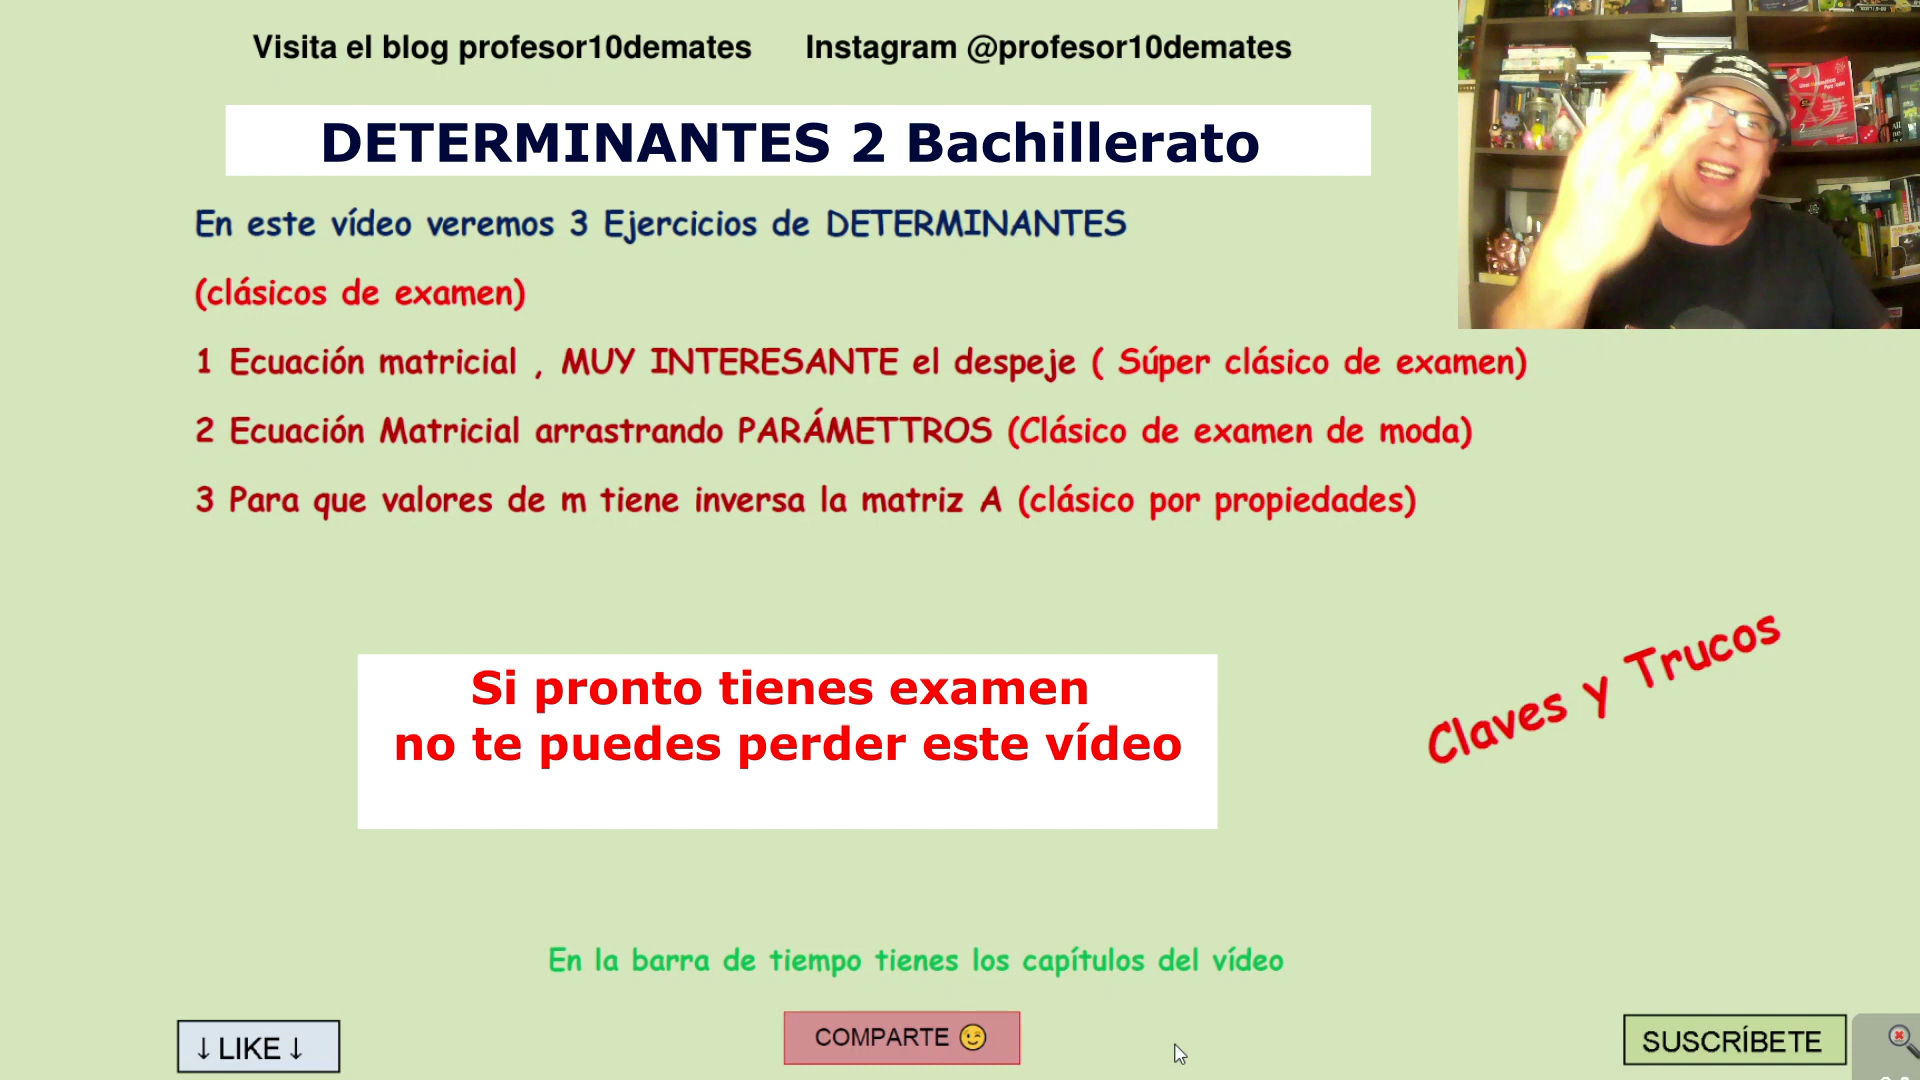 Visita el blog profesor10demates Instagram @profesor10demates
DETERMINANTES 2 Bachillerato
En este vídeo veremos 3 Ejercicios de DETERMINANTES
(clásicos de examen)
1 Ecuación matricial , MUY INTERESANTE el despeje ( Súper clásico de examen)
2 Ecuación Matricial arrastrando PARÁMETTROS (Clásico de examen de moda)
3 Para que valores de m tiene inversa la matriz A (clásico por propiedades)
Claves y Trucos
Si pronto tienes examen
no te puedes perder este vídeo
En la barra de tiempo tienes los capítulos del vídeo
↓ LIKE ↓
COMPARTE 😉
SUSCRÍBETE